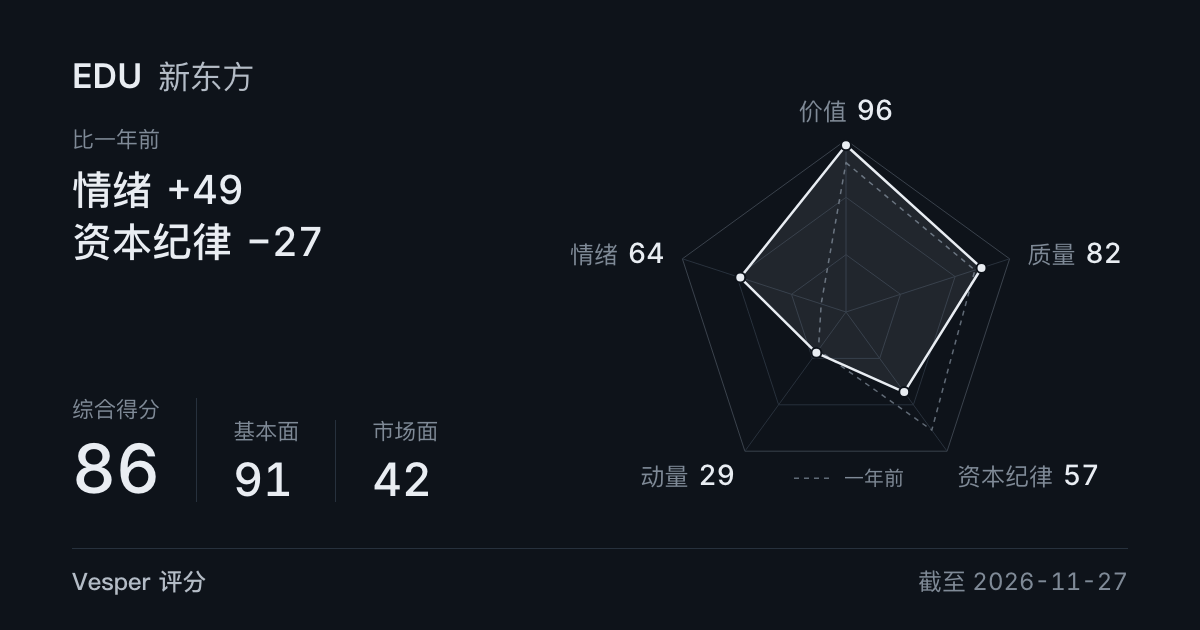 EDU 新东方
比一年前
情绪 +49
资本纪律 −27
综合得分
86
基本面
91
市场面
42
价值 96
情绪 64
质量 82
动量 29
一年前
资本纪律 57
Vesper 评分
截至 2026-11-27